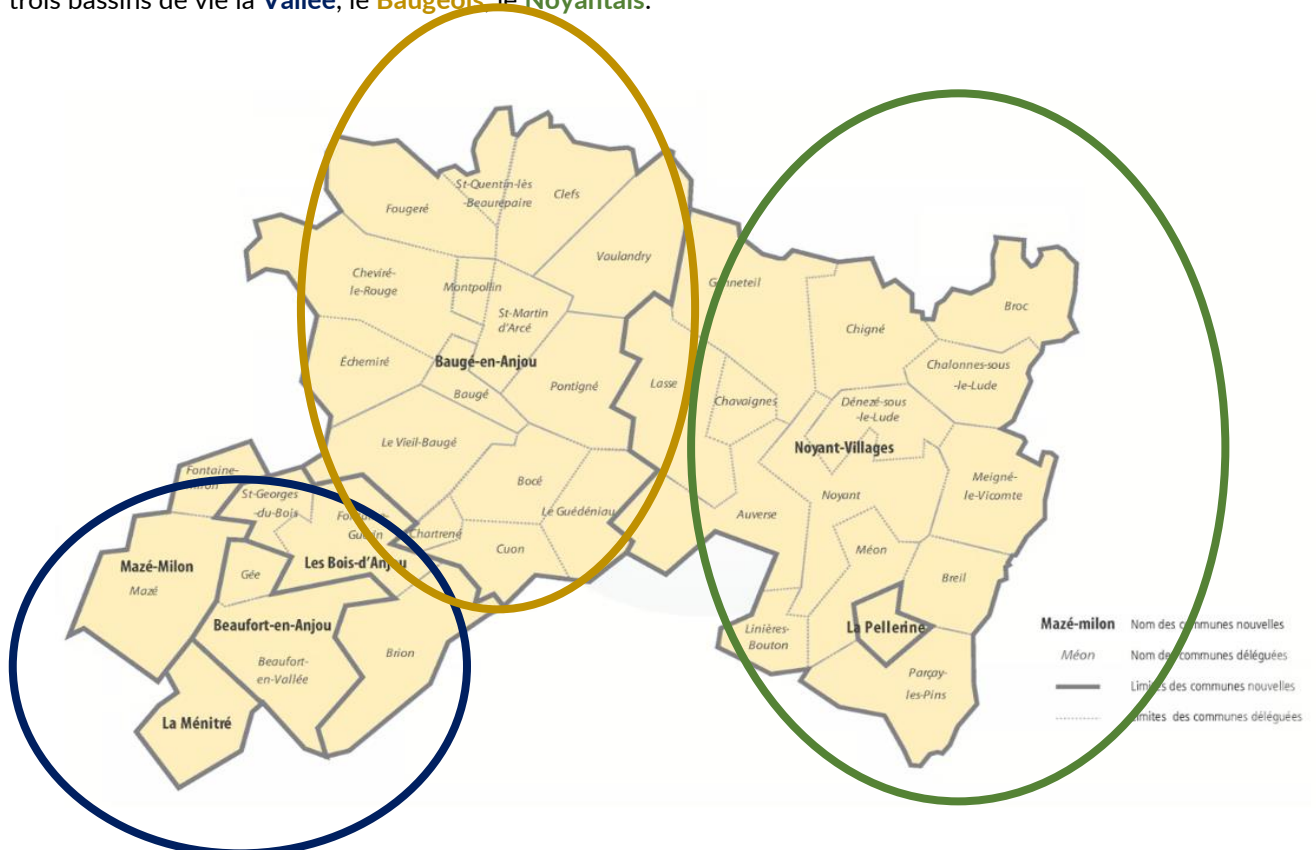 trois bassins de vie la Vallée, le Baugeois, le Noyantais.
St-Quentin-lès
-Beaurepaire
Clefs
Fougeré
Vaulandry
Cheviré-
le-Rouge
Montpollin
Gennetteil
St-Martin
d'Arcé
Broc
Chigné
Échemiré
Baugé-en-Anjou
Chalonnes-sous
-le-Lude
Pontigné
Lasse
Baugé
Chavaignes
Dénezé-sous
-le-Lude
Le Vieil-Baugé
Noyant-Villages
Fontaine-
Milon
Bocé
Meigné-
le-Vicomte
St-Georges
-du-Bois
Noyant
Le Guédéniau
Auverse
Fontaine-
Guérin
Chartrené
Cuon
Méon
Mazé-Milon
Mazé
Gée
Les Bois-d'Anjou
Breil
Beaufort-en-Anjou
Linières-
Bouton
La Pellerine
Brion
Beaufort-
en-Vallée
Parçay-
les-Pins
La Ménitré
Mazé-milon Nom des communes nouvelles
Méon Nom des communes déléguées
Limites des communes nouvelles
Limites des communes déléguées